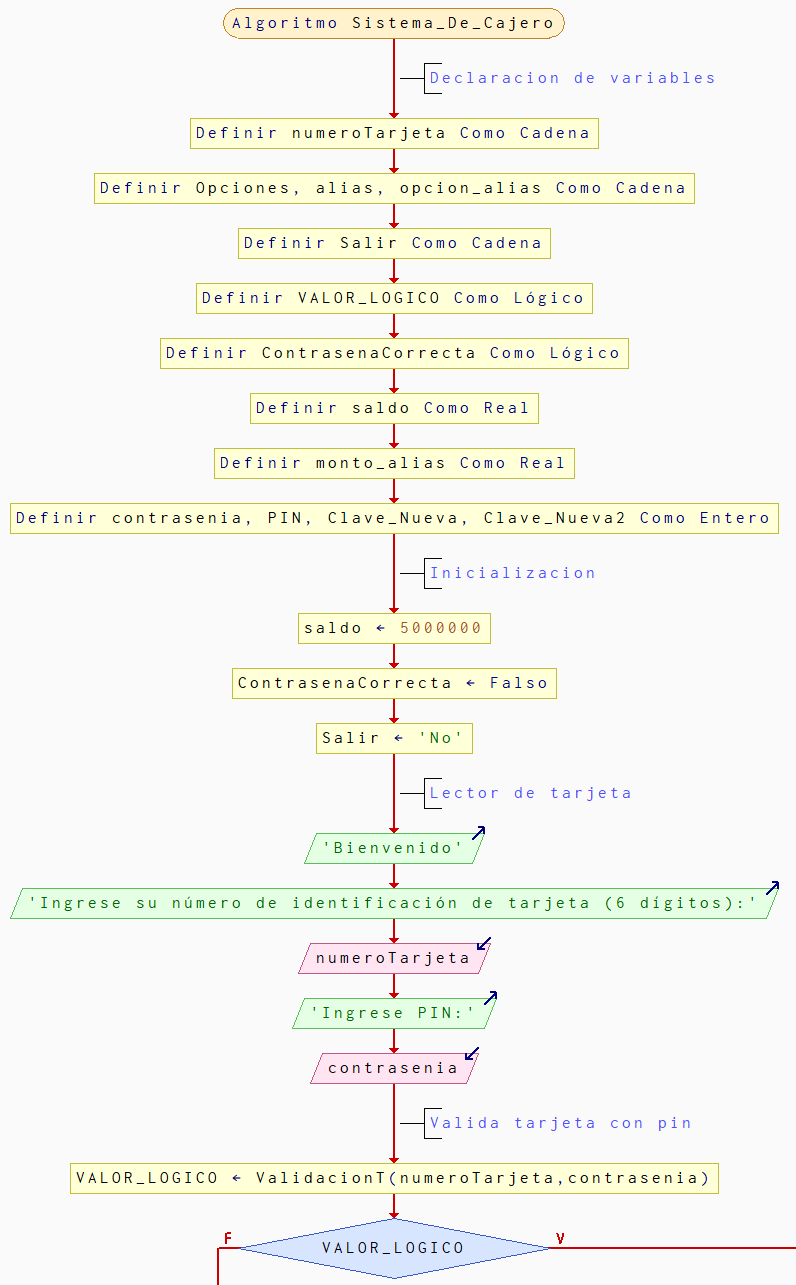 Algoritmo Sistema_De_Cajero
Declaracion de variables
Definir numeroTarjeta Como Cadena
Definir Opciones, alias, opcion_alias Como Cadena
Definir Salir Como Cadena
Definir VALOR_LOGICO Como Lógico
Definir ContrasenaCorrecta Como Lógico
Definir saldo Como Real
Definir monto_alias Como Real
Definir contrasenia, PIN, Clave_Nueva, Clave_Nueva2 Como Entero
Inicializacion
saldo ← 5000000
ContrasenaCorrecta ← Falso
Salir ← 'No'
Lector de tarjeta
'Bienvenido'
'Ingrese su número de identificación de tarjeta (6 dígitos):'
numeroTarjeta
'Ingrese PIN:'
contrasenia
Valida tarjeta con pin
VALOR_LOGICO ← ValidacionT(numeroTarjeta,contrasenia)
F V
VALOR_LOGICO